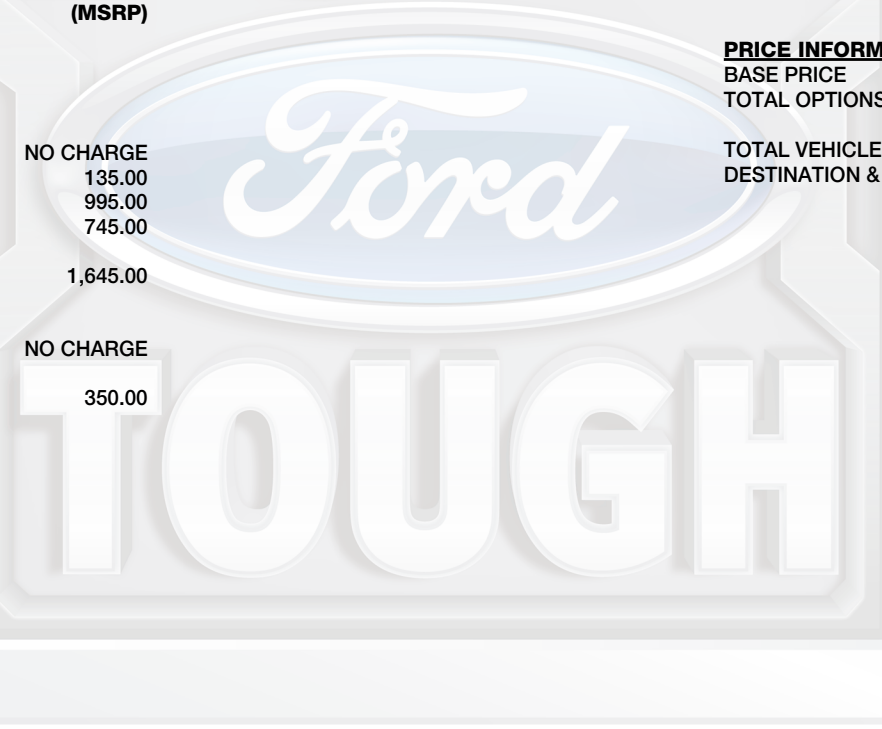 (MSRP)
NO CHARGE
135.00
995.00
745.00
1,645.00
NO CHARGE
350.00
PRICE INFORM
BASE PRICE
TOTAL OPTIONS
TOTAL VEHICLE
DESTINATION &
Ford
TOUGH